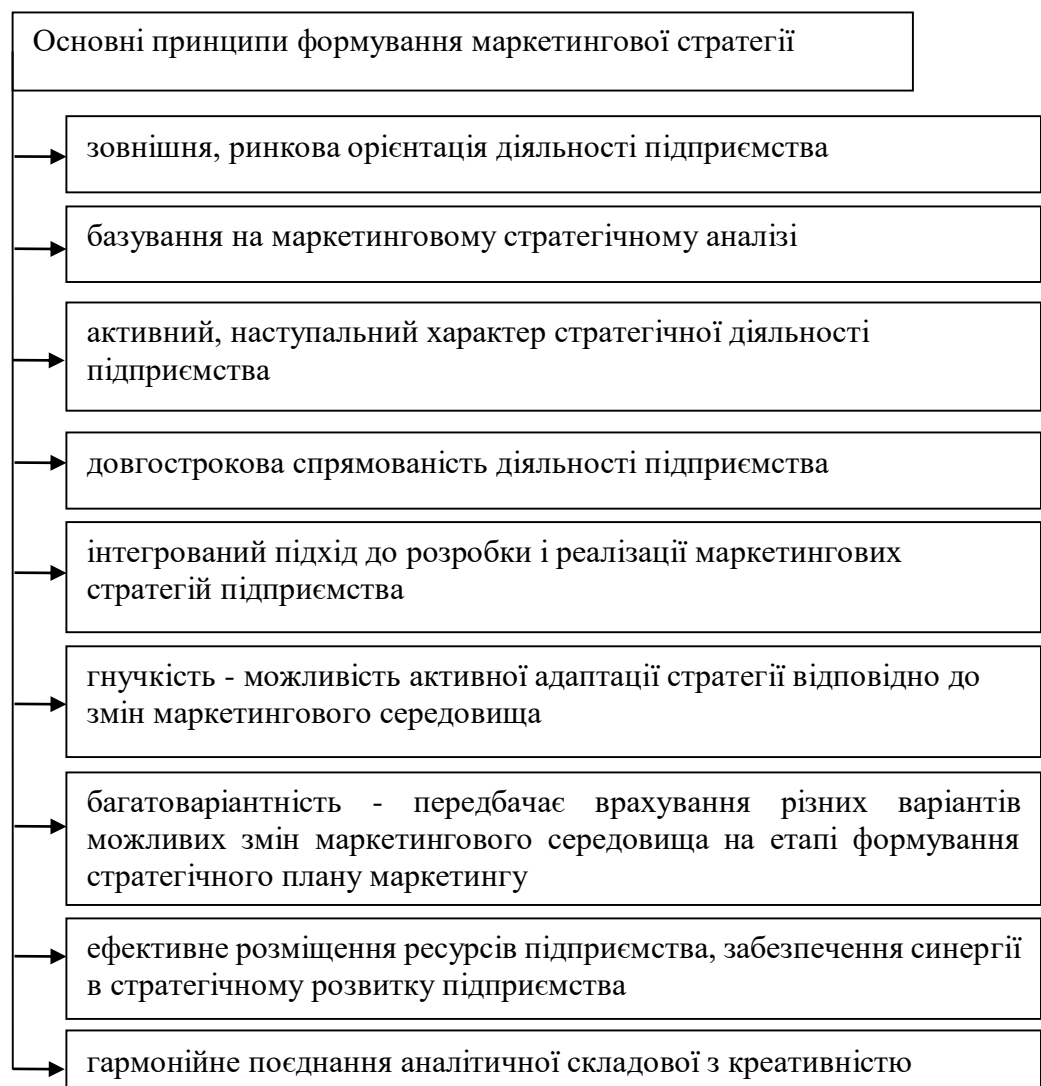 Основні принципи формування маркетингової стратегії
зовнішня, ринкова орієнтація діяльності підприємства
базування на маркетинговому стратегічному аналізі
активний, наступальний характер стратегічної діяльності
підприємства
довгострокова спрямованість діяльності підприємства
інтегрований підхід до розробки і реалізації маркетингових
стратегій підприємства
гнучкість - можливість активної адаптації стратегії відповідно до
змін маркетингового середовища
багатоваріантність - передбачає врахування різних варіантів
можливих змін маркетингового середовища на етапі формування
стратегічного плану маркетингу
ефективне розміщення ресурсів підприємства, забезпечення синергії
в стратегічному розвитку підприємства
гармонійне поєднання аналітичної складової з креативністю